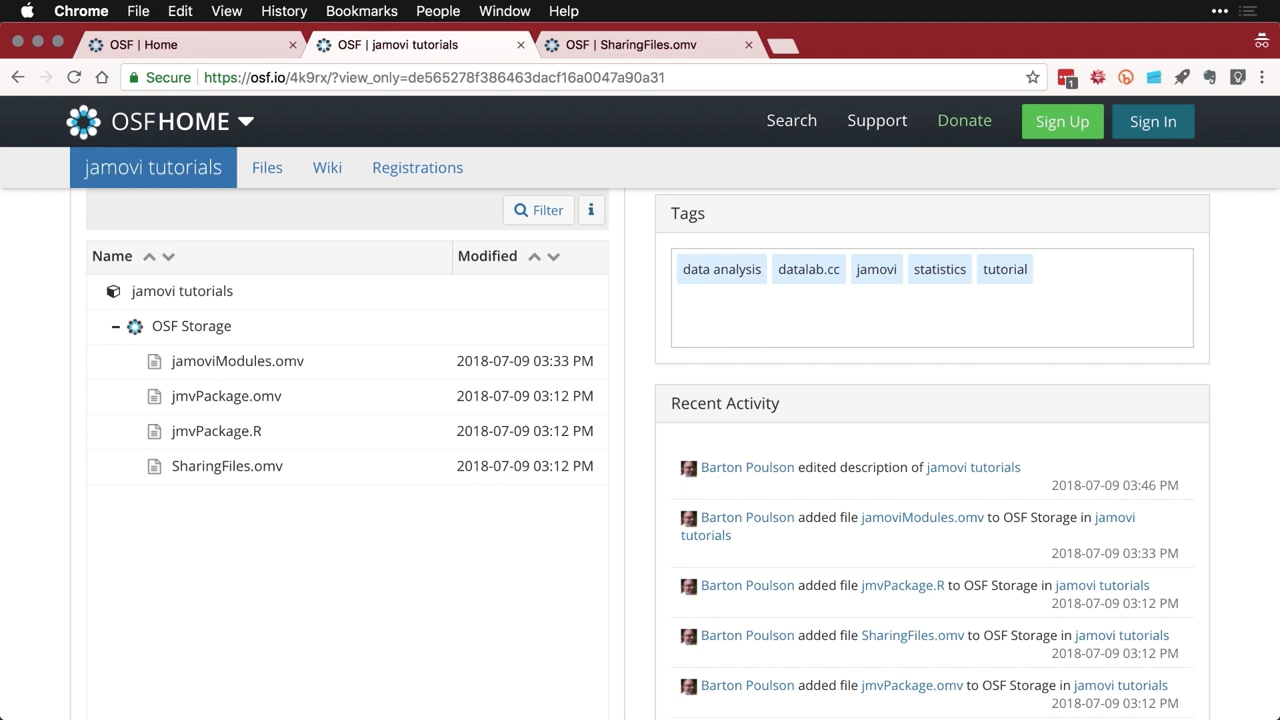 Chrome File Edit View History Bookmarks People Window Help
OSF | Home
OSF | jamovi tutorials
OSF | SharingFiles.omv
Secure https://osf.io/4k9rx/?view_only=de565278f386463dacf16a0047a90a31
1
OSFHOME Search Support Donate Sign Up Sign In
jamovi tutorials Files Wiki Registrations
Filter
Name Modified
jamovi tutorials
OSF Storage
jamoviModules.omv 2018-07-09 03:33 PM
jmvPackage.omv 2018-07-09 03:12 PM
jmvPackage.R 2018-07-09 03:12 PM
SharingFiles.omv 2018-07-09 03:12 PM
Tags
data analysis datalab.cc jamovi statistics tutorial
Recent Activity
Barton Poulson edited description of jamovi tutorials
2018-07-09 03:46 PM
Barton Poulson added file jamoviModules.omv to OSF Storage in jamovi
tutorials
2018-07-09 03:33 PM
Barton Poulson added file jmvPackage.R to OSF Storage in jamovi tutorials
2018-07-09 03:12 PM
Barton Poulson added file SharingFiles.omv to OSF Storage in jamovi tutorials
2018-07-09 03:12 PM
Barton Poulson added file jmvPackage.omv to OSF Storage in jamovi tutorials
2018-07-09 03:12 PM